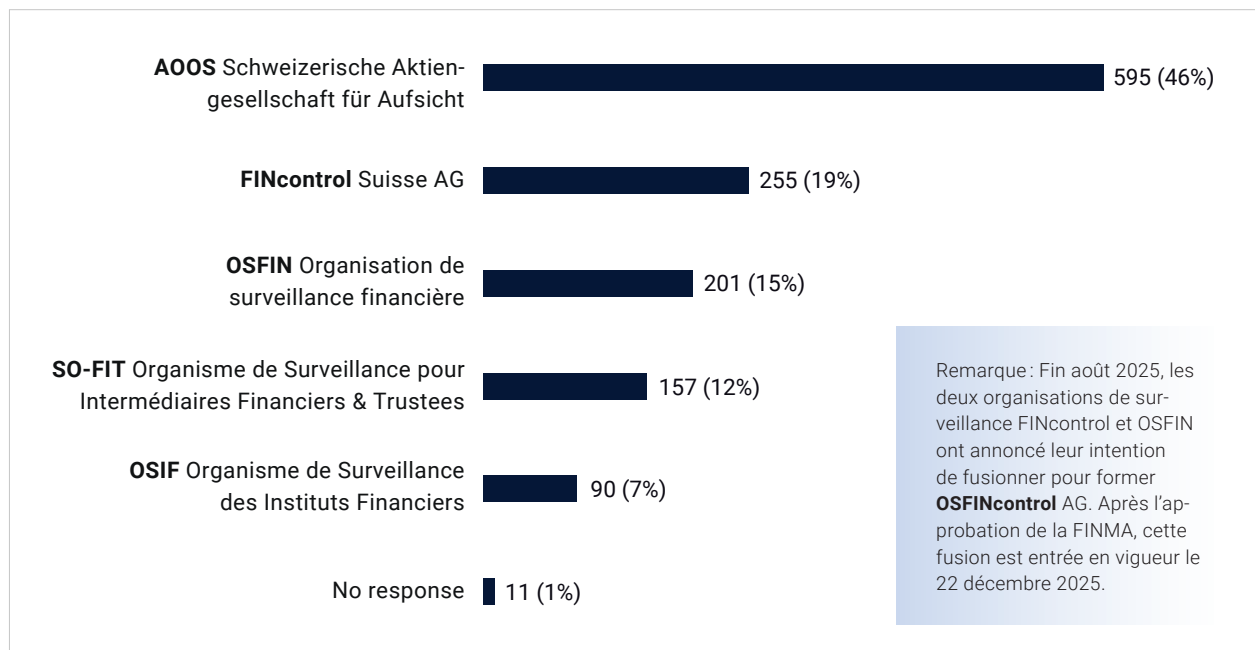 AOOS Schweizerische Aktien-
gesellschaft für Aufsicht
595 (46%)
FINcontrol Suisse AG
255 (19%)
OSFIN Organisation de
surveillance financière
201 (15%)
SO-FIT Organisme de Surveillance pour
Intermédiaires Financiers & Trustees
157 (12%)
OSIF Organisme de Surveillance
des Instituts Financiers
90 (7%)
No response
11 (1%)
Remarque : Fin août 2025, les
deux organisations de sur-
veillance FINcontrol et OSFIN
ont annoncé leur intention
de fusionner pour former
OSFINcontrol AG. Après l’ap-
probation de la FINMA, cette
fusion est entrée en vigueur le
22 décembre 2025.